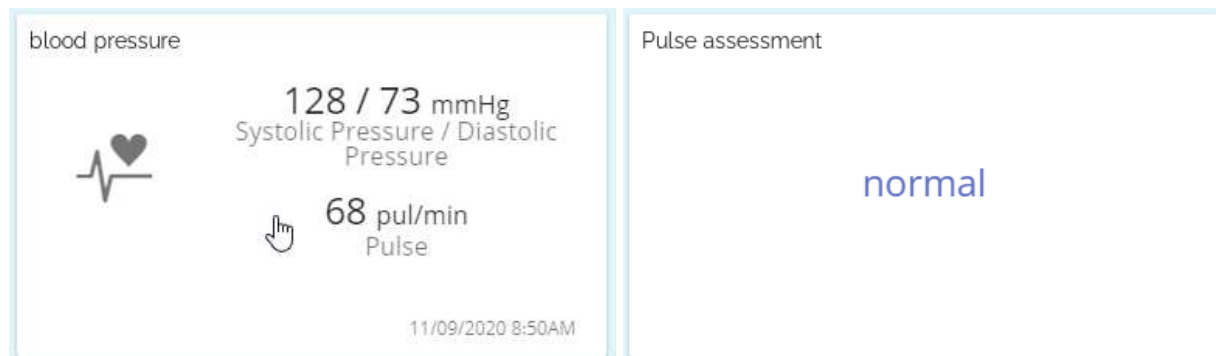 blood pressure
128 / 73 mmHg
Systolic Pressure / Diastolic
Pressure
68 pul/min
Pulse
11/09/2020 8:50AM
Pulse assessment
normal